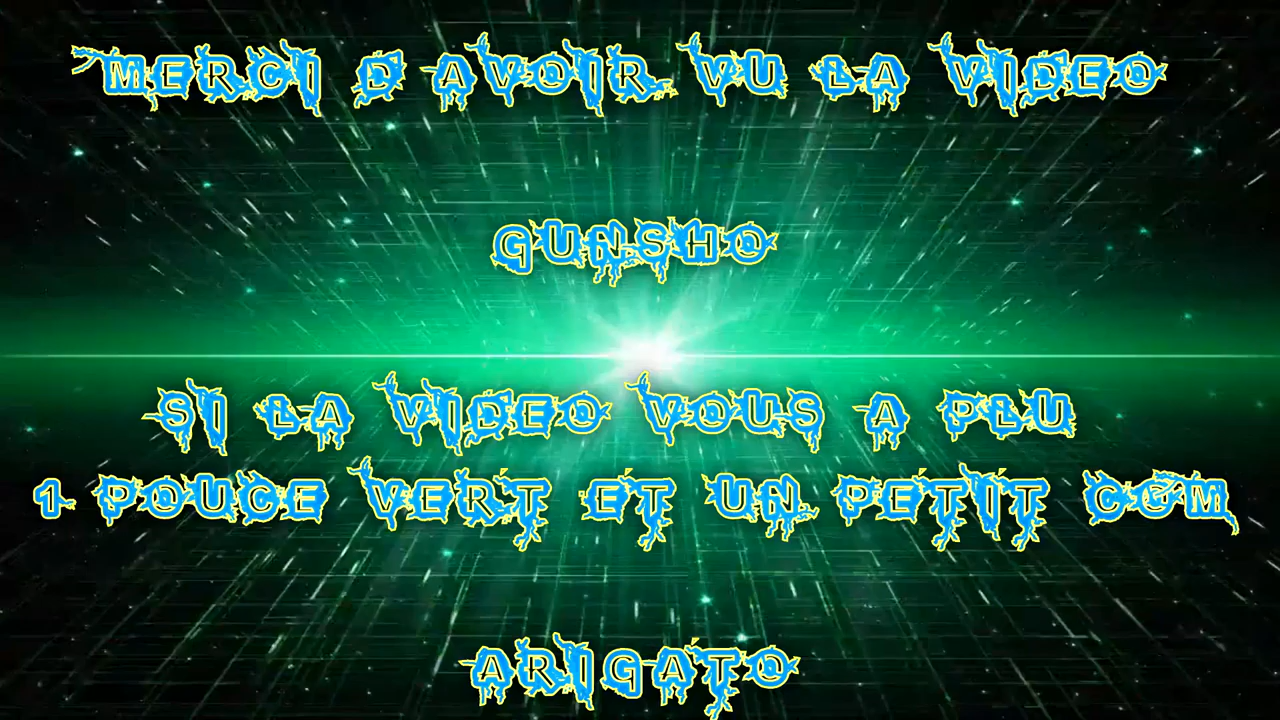 MERCI D AVOIR VU LA VIDEO
GUNSHO
SI LA VIDEO VOUS A PLU
1 POUCE VERT ET UN PETIT COM
ARIGATO